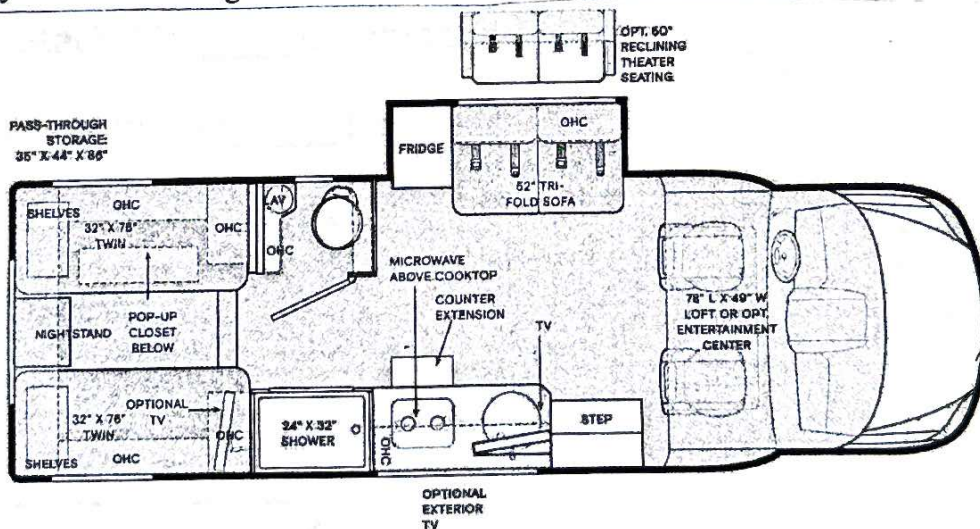 OPT. 60"
RECLINING
THEATER
SEATING
PASS-THROUGH
STORAGE:
35" X 44" X 86"
FRIDGE
OHC
52" TRI-
FOLD SOFA
SHELVES
OHC
32" X 76"
TWIN
OHC
AV
OHC
MICROWAVE
ABOVE COOKTOP
COUNTER
EXTENSION
TV
78" L X 49" W
LOFT OR OPT.
ENTERTAINMENT
CENTER
NIGHTSTAND
POP-UP
CLOSET
BELOW
OPTIONAL
TV
32" X 76"
TWIN
OHC
SHELVES
OHC
24" X 32"
SHOWER
OHC
STEP
OPTIONAL
EXTERIOR
TV